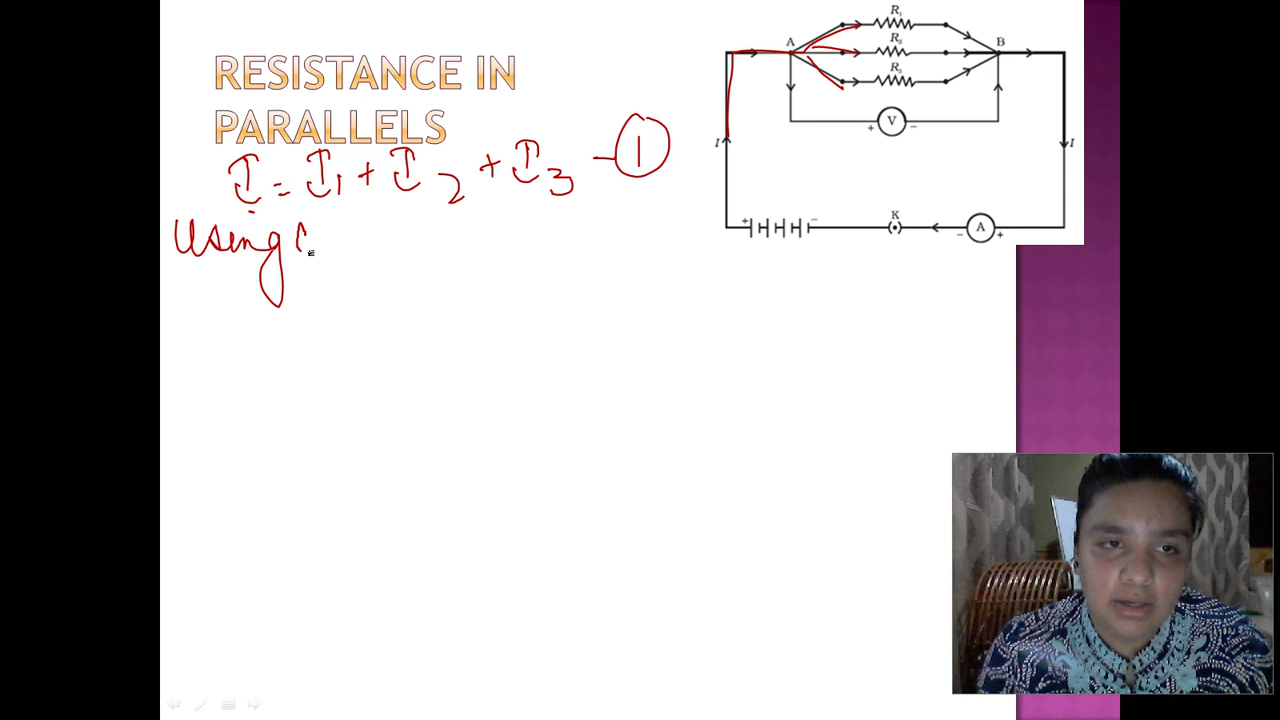 RESISTANCE IN
PARALLELS
I = I1 + I2 + I3 - 1
Using
R1
R2
R3
A
B
+ V −
I
I
+ −
K
− A +